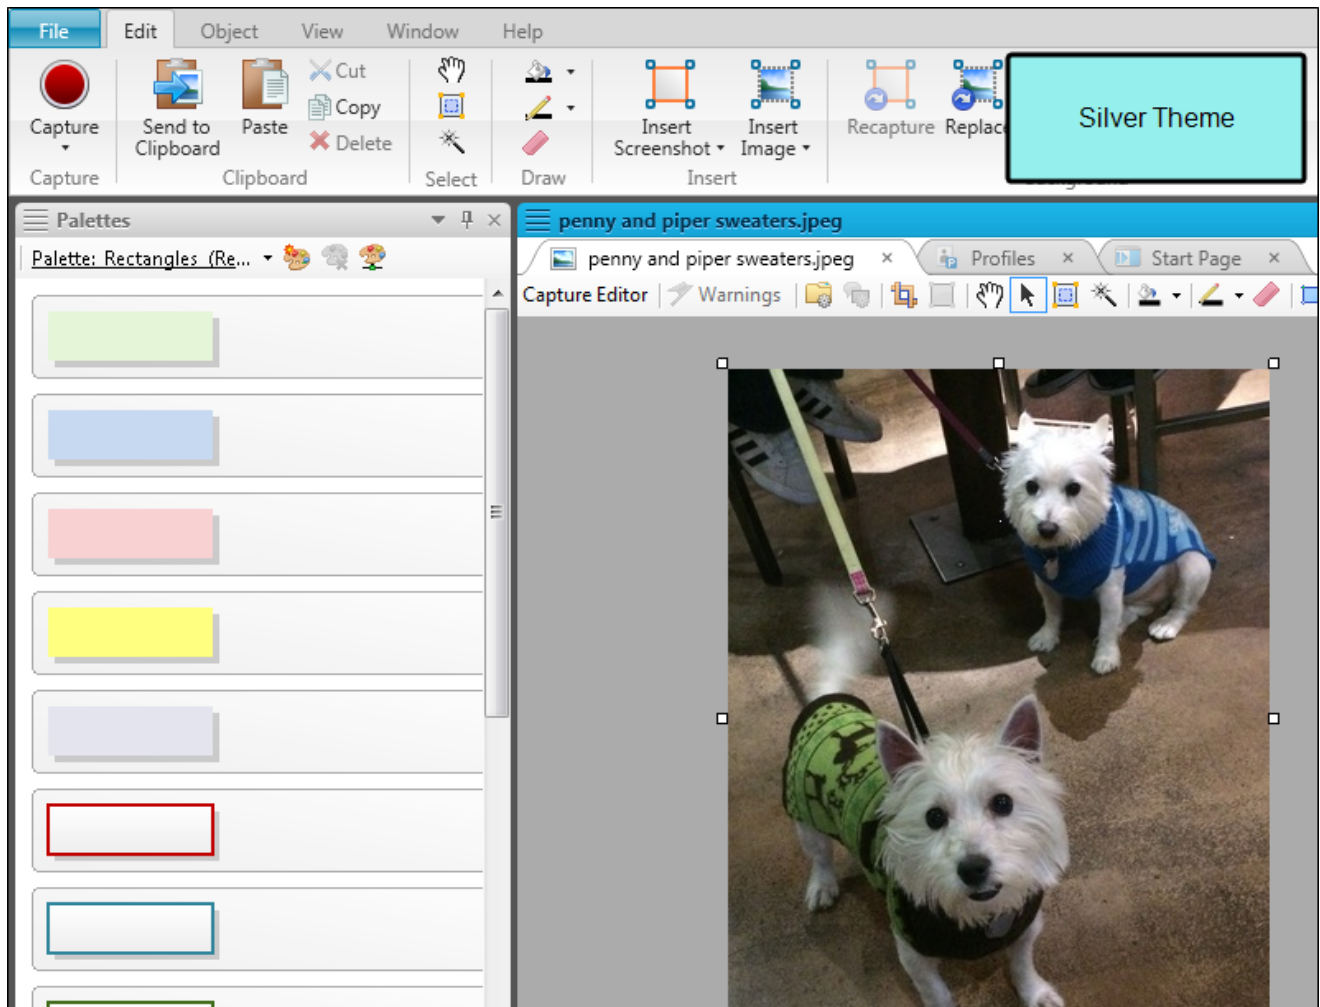 File Edit Object View Window Help
Capture
Send to
Clipboard
Paste
Cut
Copy
Delete
Insert
Screenshot
Insert
Image
Recapture
Replac
Silver Theme
Capture
Clipboard
Select
Draw
Insert
Palettes
penny and piper sweaters.jpeg
Palette: Rectangles (Re...
penny and piper sweaters.jpeg
Profiles
Start Page
Capture Editor
Warnings